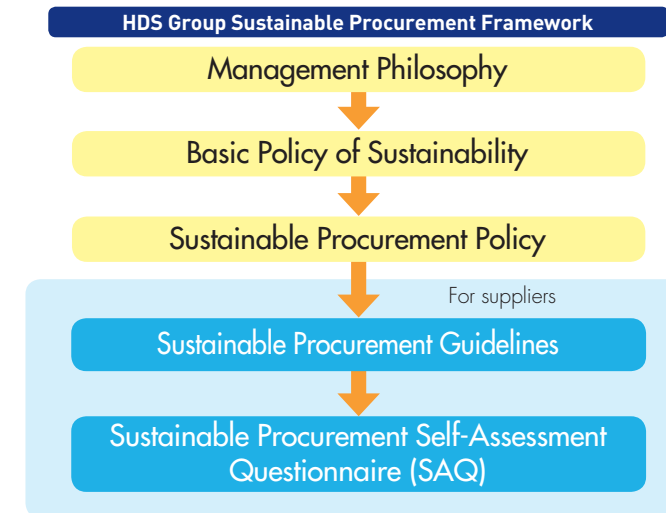 HDS Group Sustainable Procurement Framework
Management Philosophy
Basic Policy of Sustainability
Sustainable Procurement Policy
For suppliers
Sustainable Procurement Guidelines
Sustainable Procurement Self-Assessment
Questionnaire (SAQ)